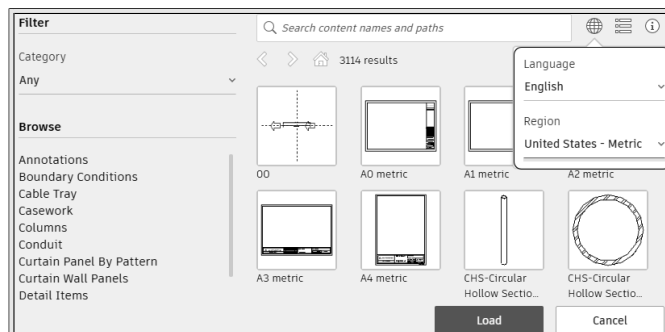 Filter
Search content names and paths
Category
Any
3114 results
Language
English
Region
United States - Metric
Browse
Annotations
Boundary Conditions
Cable Tray
Casework
Columns
Conduit
Curtain Panel By Pattern
Curtain Wall Panels
Detail Items
00
A0 metric
A1 metric
A2 metric
A3 metric
A4 metric
CHS-Circular
Hollow Sectio...
CHS-Circular
Hollow Sectio...
Load
Cancel